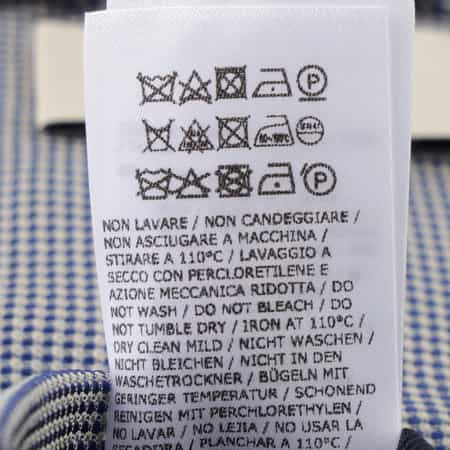 P
P
NON LAVARE / NON CANDEGGIARE /
NON ASCIUGARE A MACCHINA /
STIRARE A 110°C / LAVAGGIO A
SECCO CON PERCLORETILENE E
AZIONE MECCANICA RIDOTTA / DO
NOT WASH / DO NOT BLEACH / DO
NOT TUMBLE DRY / IRON AT 110°C /
DRY CLEAN MILD / NICHT WASCHEN /
NICHT BLEICHEN / NICHT IN DEN
WASCHETROCKNER / BÜGELN MIT
GERINGER TEMPERATUR / SCHONEND
REINIGEN MIT PERCHLORETHYLEN /
NO LAVAR / NO LEJIA / NO USAR LA
SECADORA / PLANCHAR A 110°C /